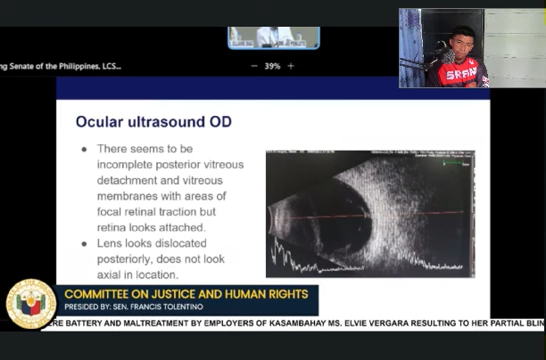 ng Senate of the Philippines, LCS...
− 39% +
SRAN
Ocular ultrasound OD
● There seems to be
incomplete posterior vitreous
detachment and vitreous
membranes with areas of
focal retinal traction but
retina looks attached.
● Lens looks dislocated
posteriorly, does not look
axial in location.
COMMITTEE ON JUSTICE AND HUMAN RIGHTS
PRESIDED BY: SEN. FRANCIS TOLENTINO
ERE BATTERY AND MALTREATMENT BY EMPLOYERS OF KASAMBAHAY MS. ELVIE VERGARA RESULTING TO HER PARTIAL BLIN